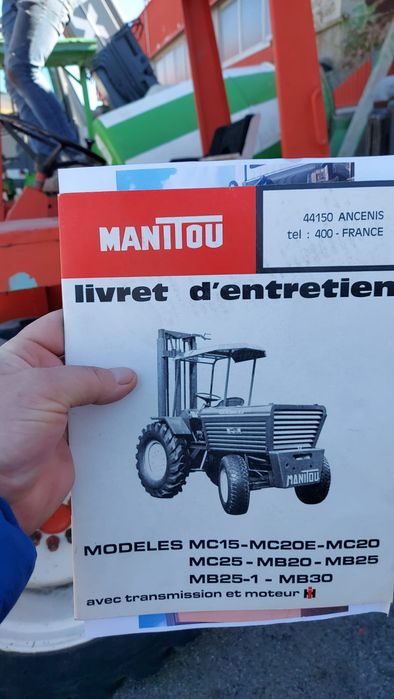 MANITOU
44150 ANCENIS
tel : 400 - FRANCE
livret d'entretien
MANITOU
MODELES MC15-MC20E-MC20
MC25 - MB20 - MB25
MB25-1 - MB30
avec transmission et moteur IH